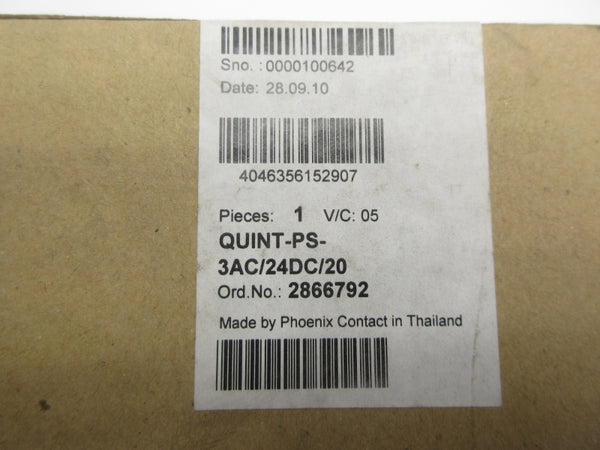 Sno. :0000100642
Date: 28.09.10
4046356152907
Pieces: 1 V/C: 05
QUINT-PS-
3AC/24DC/20
Ord.No.: 2866792
Made by Phoenix Contact in Thailand